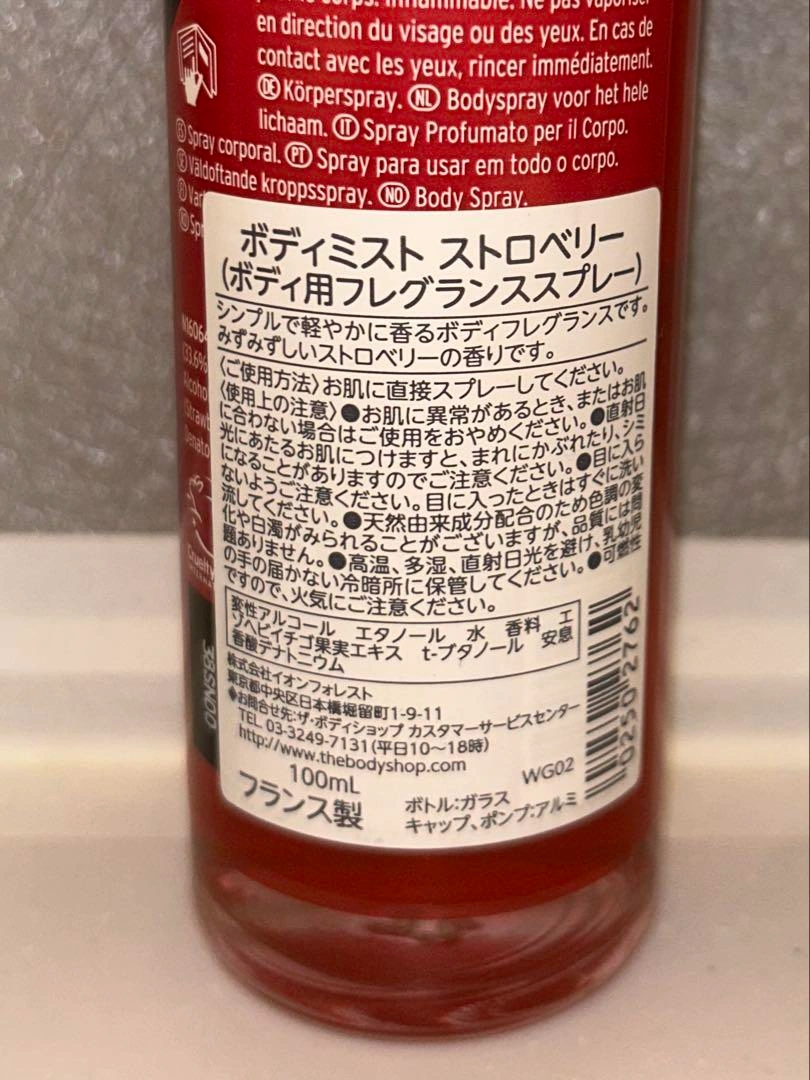 corps. Inflammable. Ne pas vaporiser
en direction du visage ou des yeux. En cas de
contact avec les yeux, rincer immédiatement.
DE Körperspray. NL Bodyspray voor het hele
lichaam. IT Spray Profumato per il Corpo.
ES Spray corporal. PT Spray para usar em todo o corpo.
Väldoftande kroppsspray. NO Body Spray.
ボディミスト ストロベリー
(ボディ用フレグランススプレー)
シンプルで軽やかに香るボディフレグランスです。
みずみずしいストロベリーの香りです。
〈ご使用方法〉お肌に直接スプレーしてください。
〈使用上の注意〉●お肌に異常があるとき、またはお肌
に合わない場合はご使用をおやめください。●直射日
光にあたるお肌につけますと、まれにかぶれたり、シミ
になることがありますのでご注意ください。●目に入ら
ないようご注意ください。目に入ったときはすぐに洗い
流してください。●天然由来成分配合のため色調の変
化や白濁がみられることがございますが、品質には問
題ありません。●高温、多湿、直射日光を避け、乳幼児
の手の届かない冷暗所に保管してください。●可燃性
ですので、火気にご注意ください。
変性アルコール エタノール 水 香料 エ
ゾヘビイチゴ果実エキス t-ブタノール 安息
香酸デナトニウム
株式会社イオンフォレスト
東京都中央区日本橋堀留町1-9-11
◆お問合せ先:ザ・ボディショップ カスタマーサービスセンター
TEL 03-3249-7131(平日10～18時)
http://www.thebodyshop.com
100mL
WG02
フランス製
ボトル:ガラス
キャップ、ポンプ:アルミ
0250 2762
N1606
(33.6%
Alcoho
(Strawb
Denato
Cruelty
38SN00